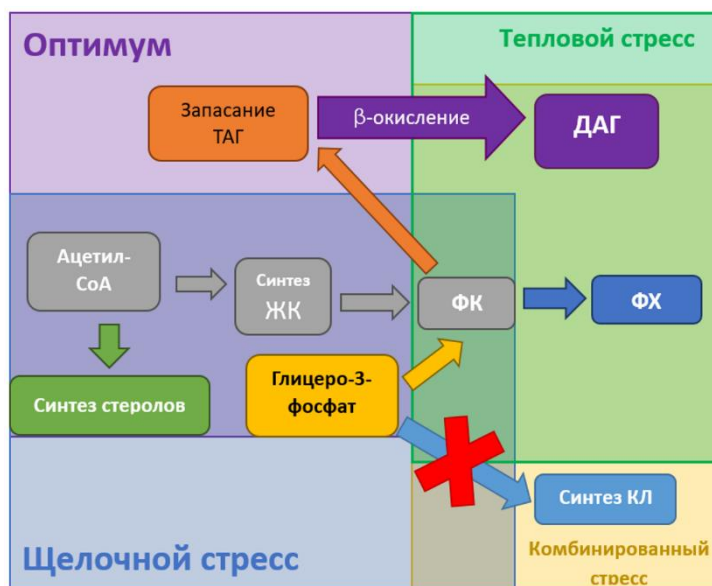 Оптимум
Тепловой стресс
Запасание
ТАГ
β-окисление
ДАГ
Ацетил-
СоА
Синтез
ЖК
ФК
ФХ
Синтез стеролов
Глицеро-3-
фосфат
Синтез КЛ
Щелочной стресс
Комбинированный
стресс